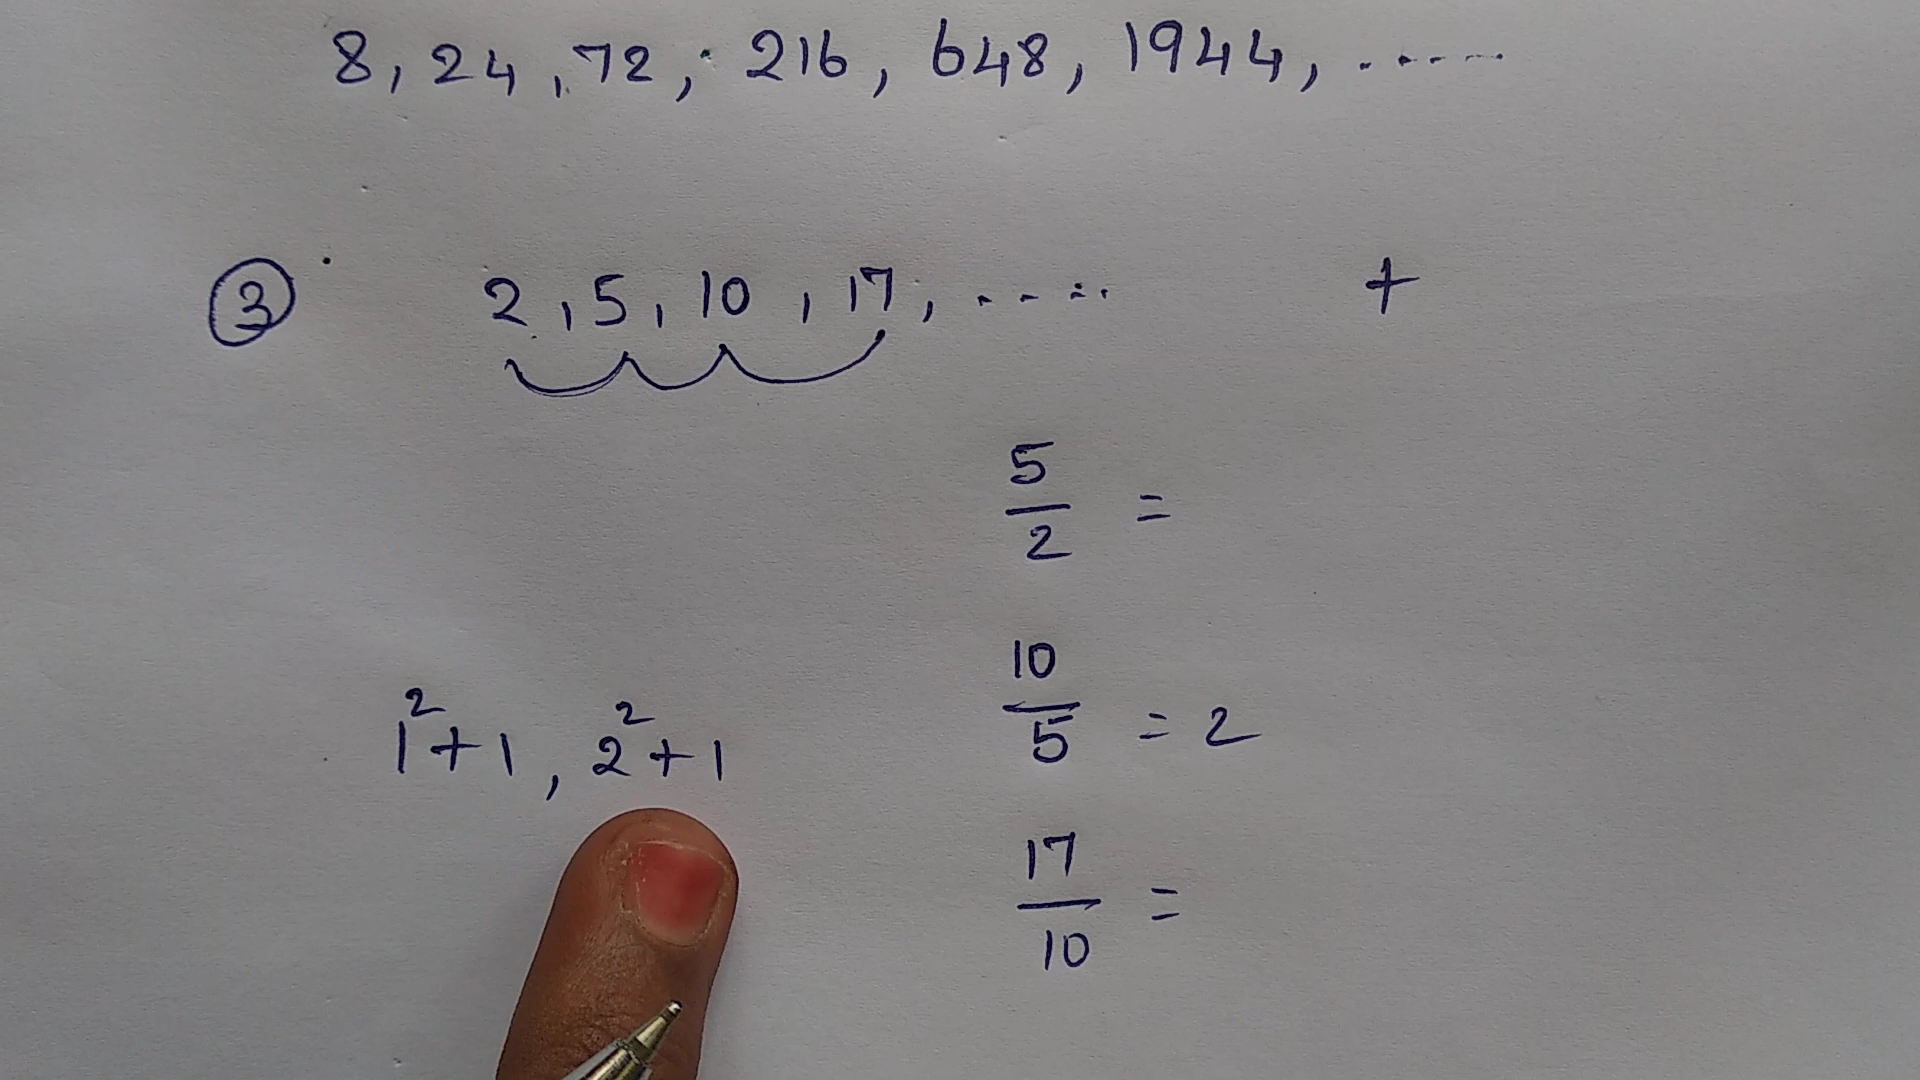 8, 24, 72, 216, 648, 1944, ......
③ 2, 5, 10, 17, ..... +
5/2 =
10/5 = 2
1²+1, 2²+1
17/10 =